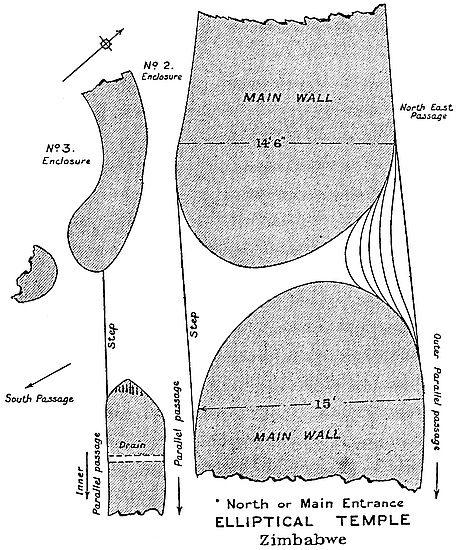 No 2.
Enclosure
MAIN WALL
North East
Passage
14' 6"
No 3.
Enclosure
Step
Step
South Passage
Outer Parallel passage
Parallel passage
Inner
Parallel passage
Drain
15'
MAIN WALL
North or Main Entrance
ELLIPTICAL TEMPLE
Zimbabwe